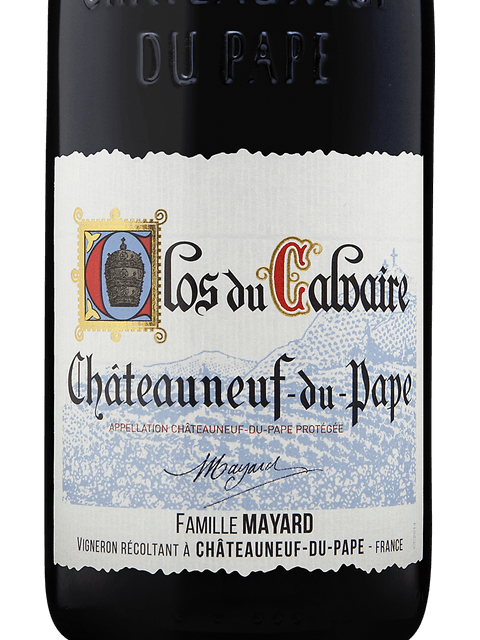 DU PAPE
Clos du Calvaire
Châteauneuf-du-Pape
APPELLATION CHÂTEAUNEUF-DU-PAPE PROTÉGÉE
Mayard
FAMILLE MAYARD
VIGNERON RÉCOLTANT À CHÂTEAUNEUF-DU-PAPE - FRANCE